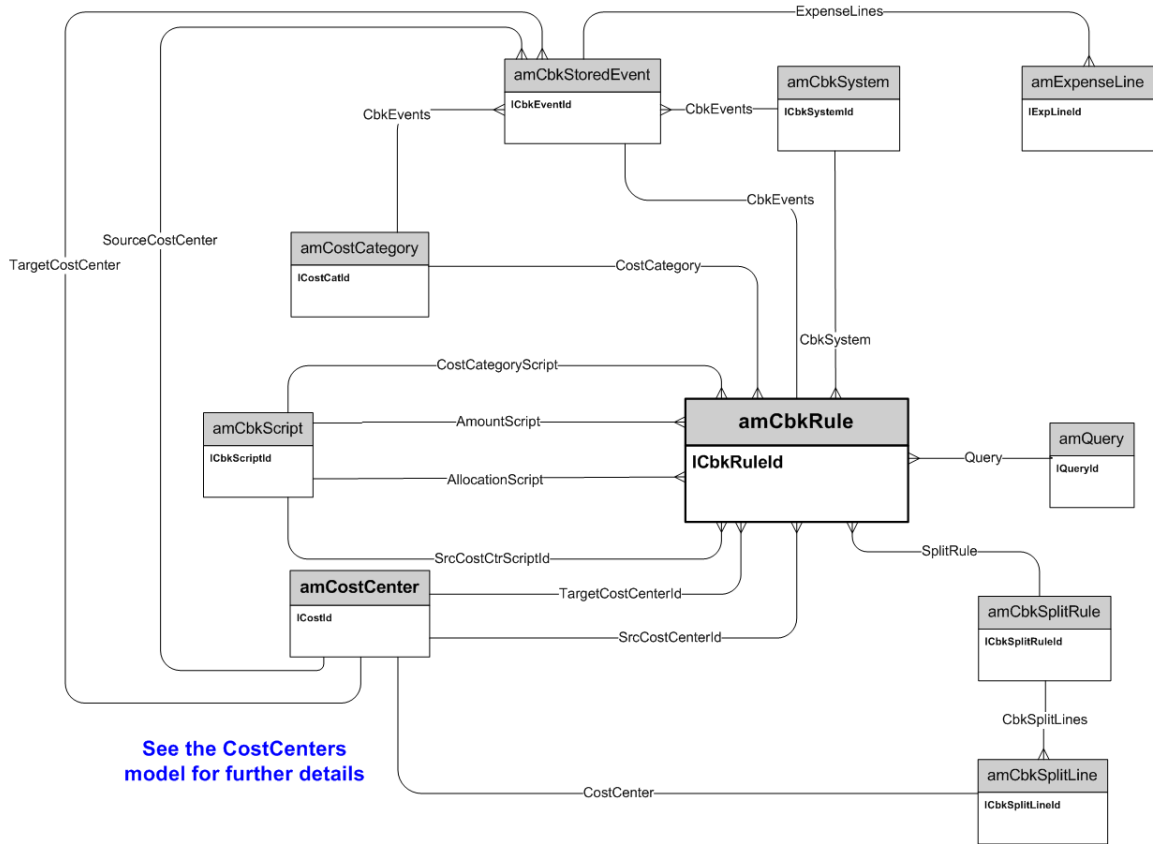 ExpenseLines
amCbkStoredEvent
lCbkEventId
amCbkSystem
lCbkSystemId
amExpenseLine
lExpLineId
CbkEvents
CbkEvents
CbkEvents
SourceCostCenter
TargetCostCenter
amCostCategory
lCostCatId
CostCategory
CbkSystem
CostCategoryScript
amCbkScript
lCbkScriptId
AmountScript
AllocationScript
SrcCostCtrScriptId
amCbkRule
lCbkRuleId
Query
amQuery
lQueryId
SplitRule
amCostCenter
lCostId
TargetCostCenterId
SrcCostCenterId
amCbkSplitRule
lCbkSplitRuleId
CbkSplitLines
See the CostCenters
model for further details
CostCenter
amCbkSplitLine
lCbkSplitLineId